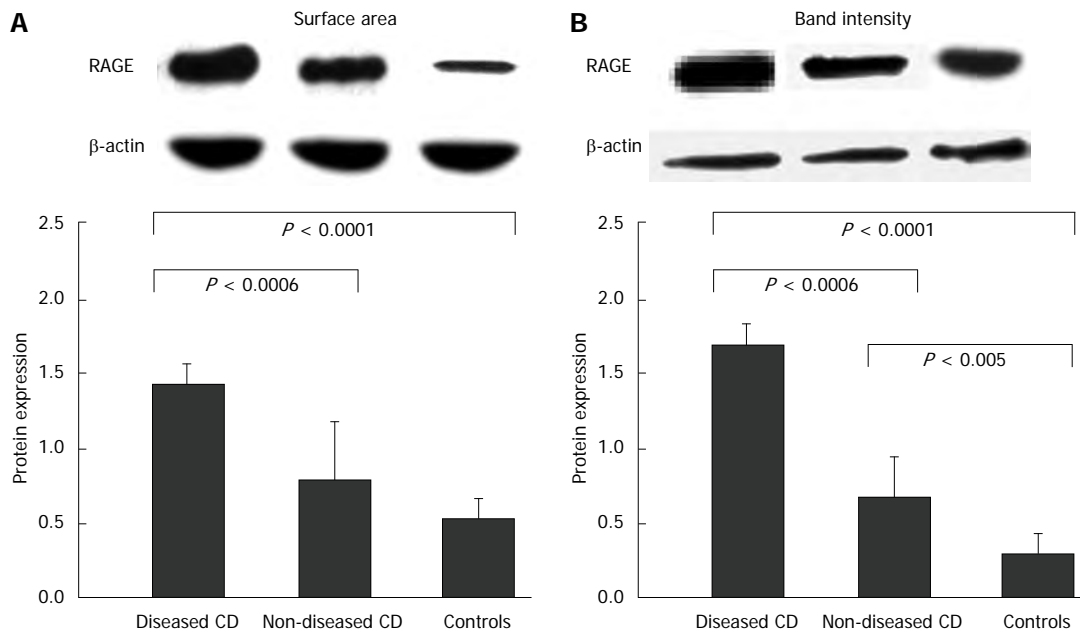 A
Surface area
RAGE
β-actin
2.5
2.0
1.5
1.0
0.5
0.0
Protein expression
P < 0.0001
P < 0.0006
Diseased CD
Non-diseased CD
Controls
B
Band intensity
RAGE
β-actin
2.5
2.0
1.5
1.0
0.5
0.0
Protein expression
P < 0.0001
P < 0.0006
P < 0.005
Diseased CD
Non-diseased CD
Controls